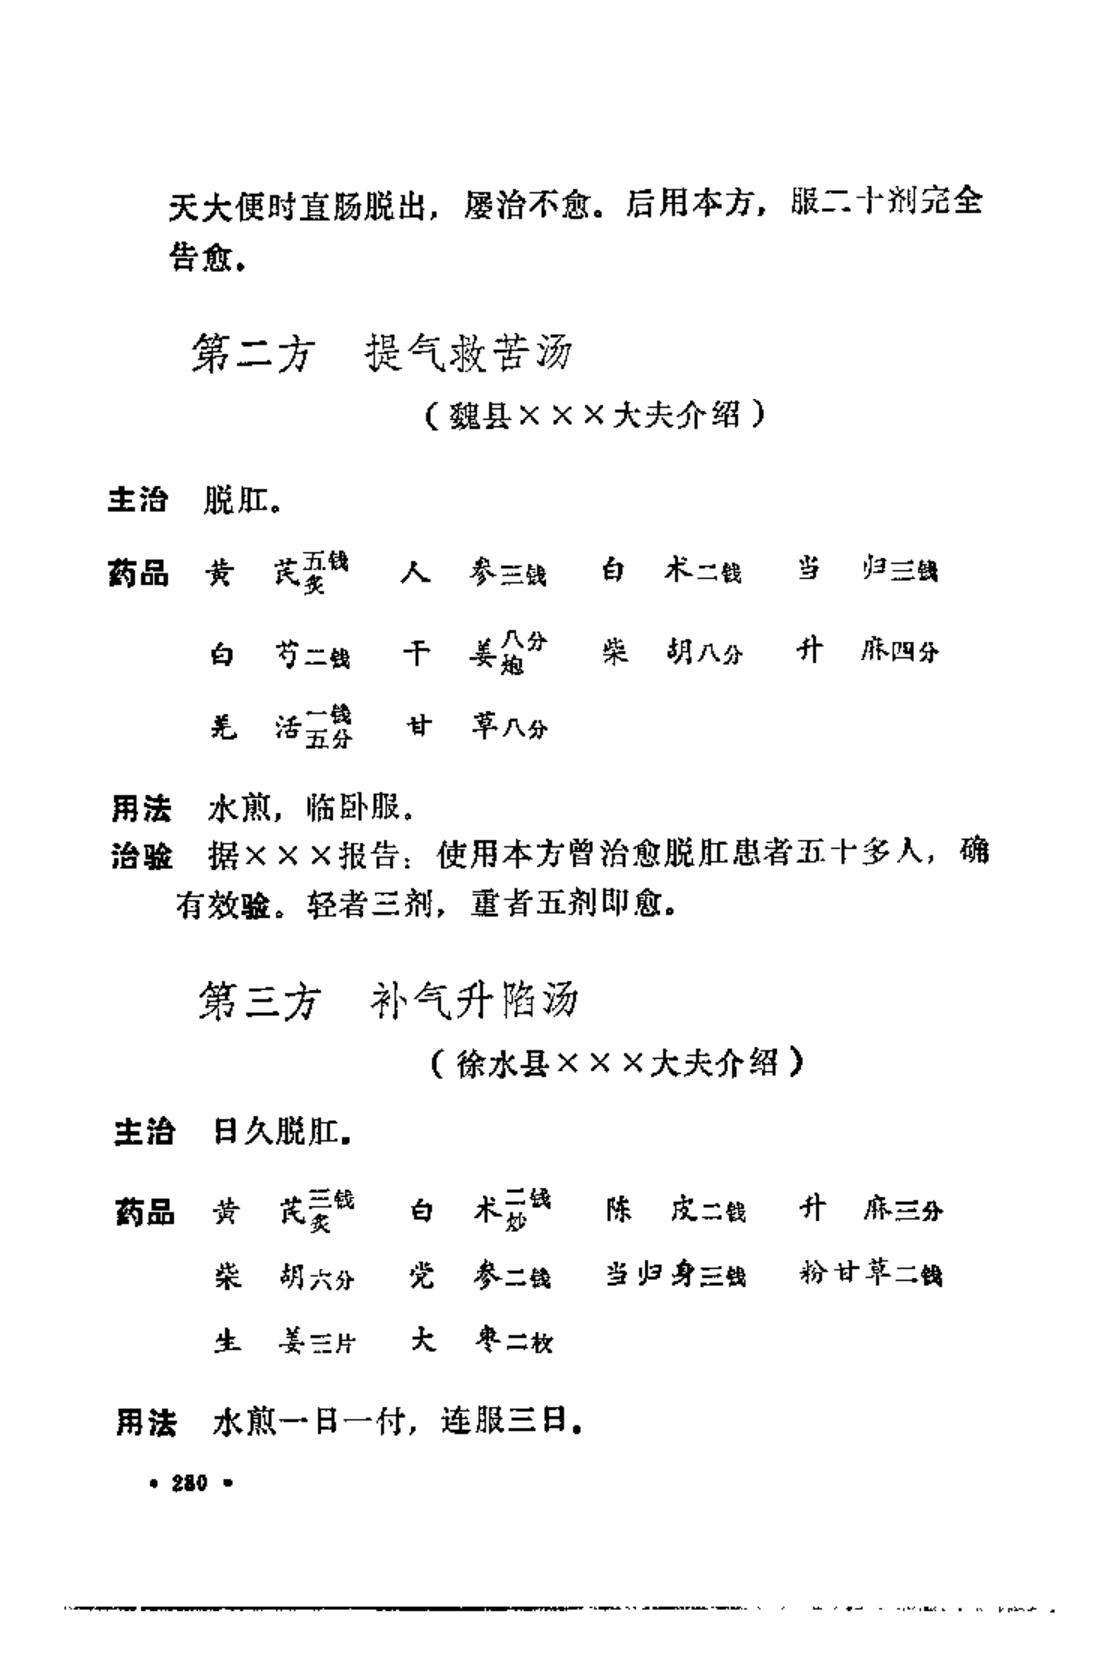 天大便时直肠脱出，屡治不愈。后用本方，服二十剂完全
告愈。
第二方　提气救苦汤
（魏县×××大夫介绍）
主治　脱肛。
药品　黄　芪五钱炙　人　参三钱　白　术二钱　当　归三钱
白　芍二钱　干　姜八分炮　柴　胡八分　升　麻四分
羌　活一钱五分　甘　草八分
用法　水煎，临卧服。
治验　据×××报告：使用本方曾治愈脱肛患者五十多人，确
有效验。轻者三剂，重者五剂即愈。
第三方　补气升陷汤
（徐水县×××大夫介绍）
主治　日久脱肛。
药品　黄　芪三钱炙　白　术二钱炒　陈　皮二钱　升　麻三分
柴　胡六分　党　参二钱　当归身三钱　粉甘草二钱
生　姜三片　大　枣二枚
用法　水煎一日一付，连服三日。
• 280 •